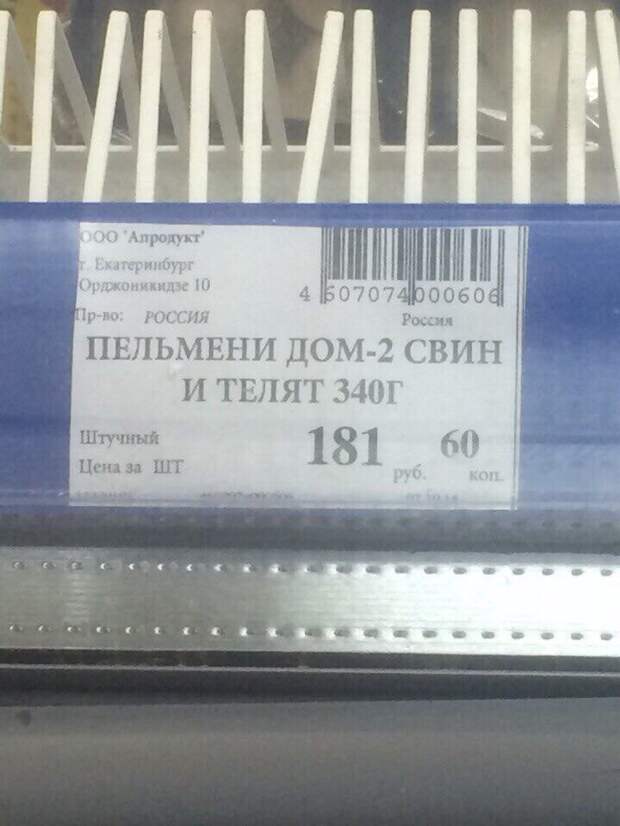 ООО 'Апродукт'
г. Екатеринбург
Орджоникидзе 10
4 607074 000606
Пр-во: РОССИЯ
Россия
ПЕЛЬМЕНИ ДОМ-2 СВИН
И ТЕЛЯТ 340Г
Штучный
181 60
Цена за ШТ
руб. коп.